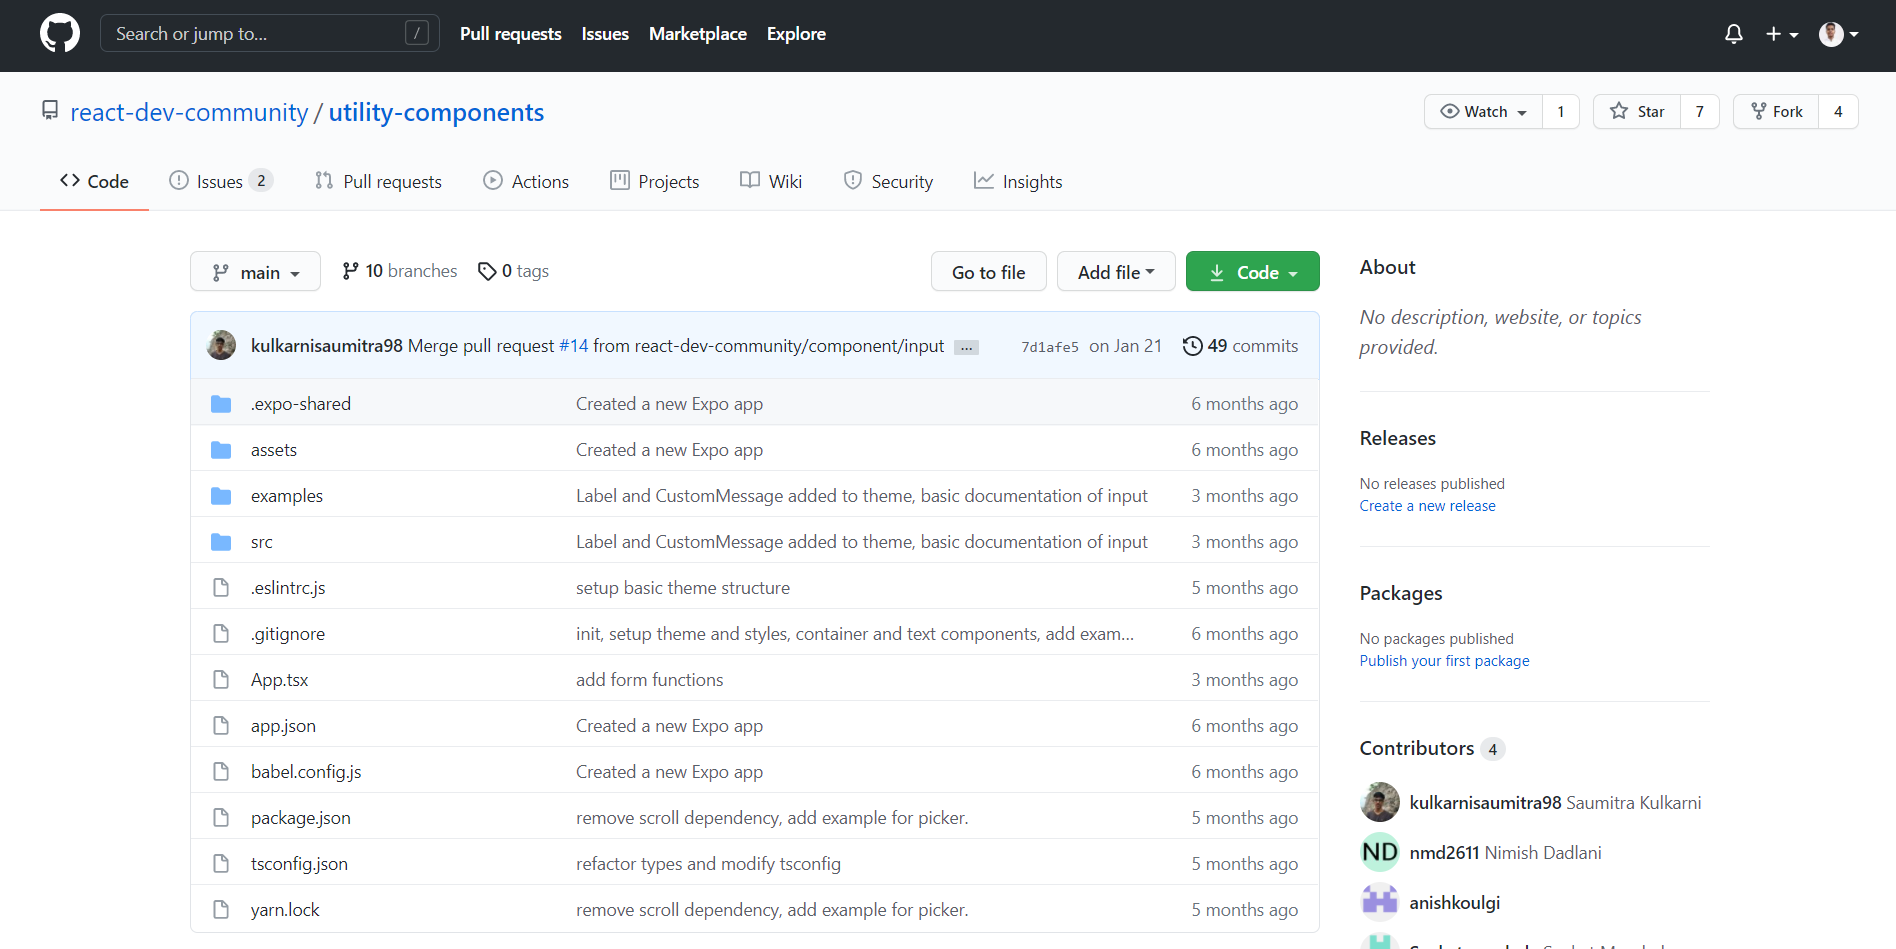 Search or jump to... /
Pull requests Issues Marketplace Explore
react-dev-community / utility-components
Watch 1 Star 7 Fork 4
Code Issues 2 Pull requests Actions Projects Wiki Security Insights
main 10 branches 0 tags Go to file Add file Code
kulkarnisaumitra98 Merge pull request #14 from react-dev-community/component/input ... 7d1afe5 on Jan 21 49 commits
.expo-shared Created a new Expo app 6 months ago
assets Created a new Expo app 6 months ago
examples Label and CustomMessage added to theme, basic documentation of input 3 months ago
src Label and CustomMessage added to theme, basic documentation of input 3 months ago
.eslintrc.js setup basic theme structure 5 months ago
.gitignore init, setup theme and styles, container and text components, add exam... 6 months ago
App.tsx add form functions 3 months ago
app.json Created a new Expo app 6 months ago
babel.config.js Created a new Expo app 6 months ago
package.json remove scroll dependency, add example for picker. 5 months ago
tsconfig.json refactor types and modify tsconfig 5 months ago
yarn.lock remove scroll dependency, add example for picker. 5 months ago
About
No description, website, or topics
provided.
Releases
No releases published
Create a new release
Packages
No packages published
Publish your first package
Contributors 4
kulkarnisaumitra98 Saumitra Kulkarni
ND nmd2611 Nimish Dadlani
anishkoulgi